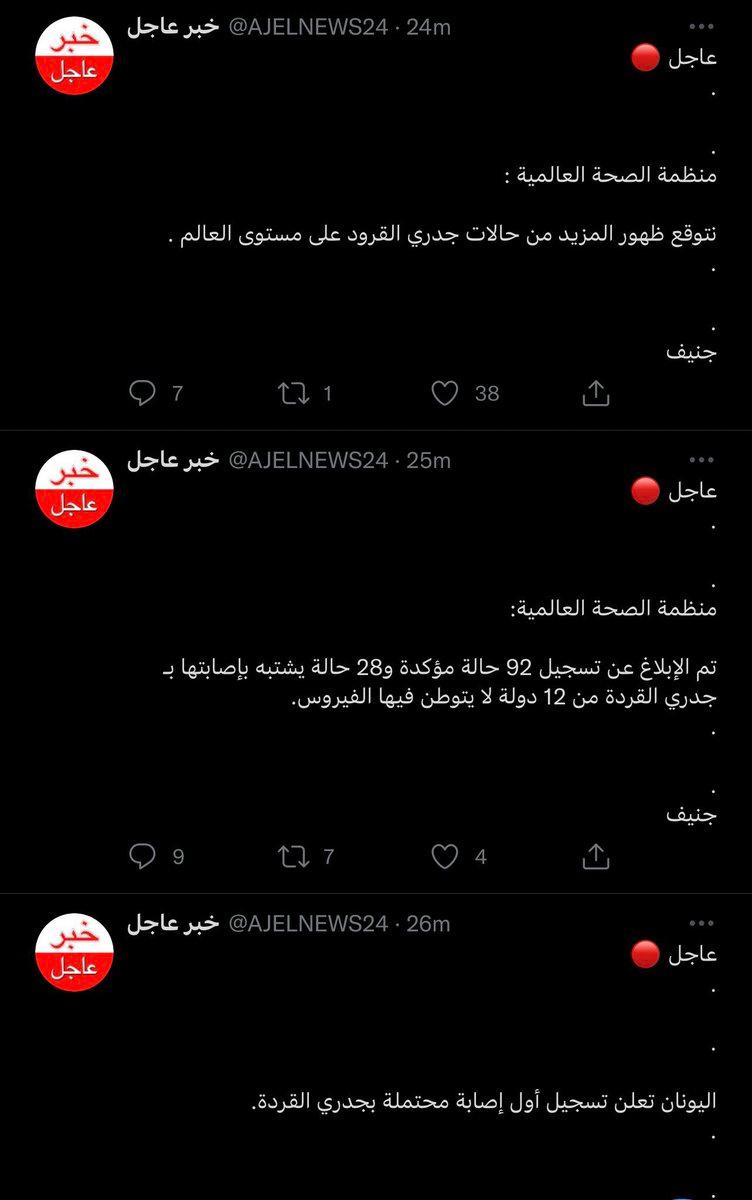 خبر عاجل @AJELNEWS24 · 24m
خبر
عاجل
عاجل 🔴
.
.
منظمة الصحة العالمية :
نتوقع ظهور المزيد من حالات جدري القرود على مستوى العالم .
.
.
جنيف
7 1 38
خبر عاجل @AJELNEWS24 · 25m
خبر
عاجل
عاجل 🔴
.
.
منظمة الصحة العالمية:
تم الإبلاغ عن تسجيل 92 حالة مؤكدة و28 حالة يشتبه بإصابتها بـ
جدري القردة من 12 دولة لا يتوطن فيها الفيروس.
.
.
جنيف
9 7 4
خبر عاجل @AJELNEWS24 · 26m
خبر
عاجل
عاجل 🔴
.
.
اليونان تعلن تسجيل أول إصابة محتملة بجدري القردة.
.
.